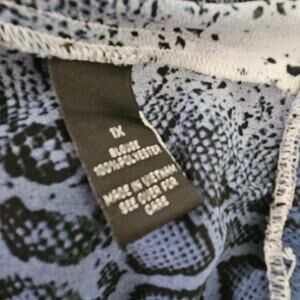 1X
BLOUSE
100%POLYESTER
MADE IN VIETNAM
SEE OVER FOR
CARE